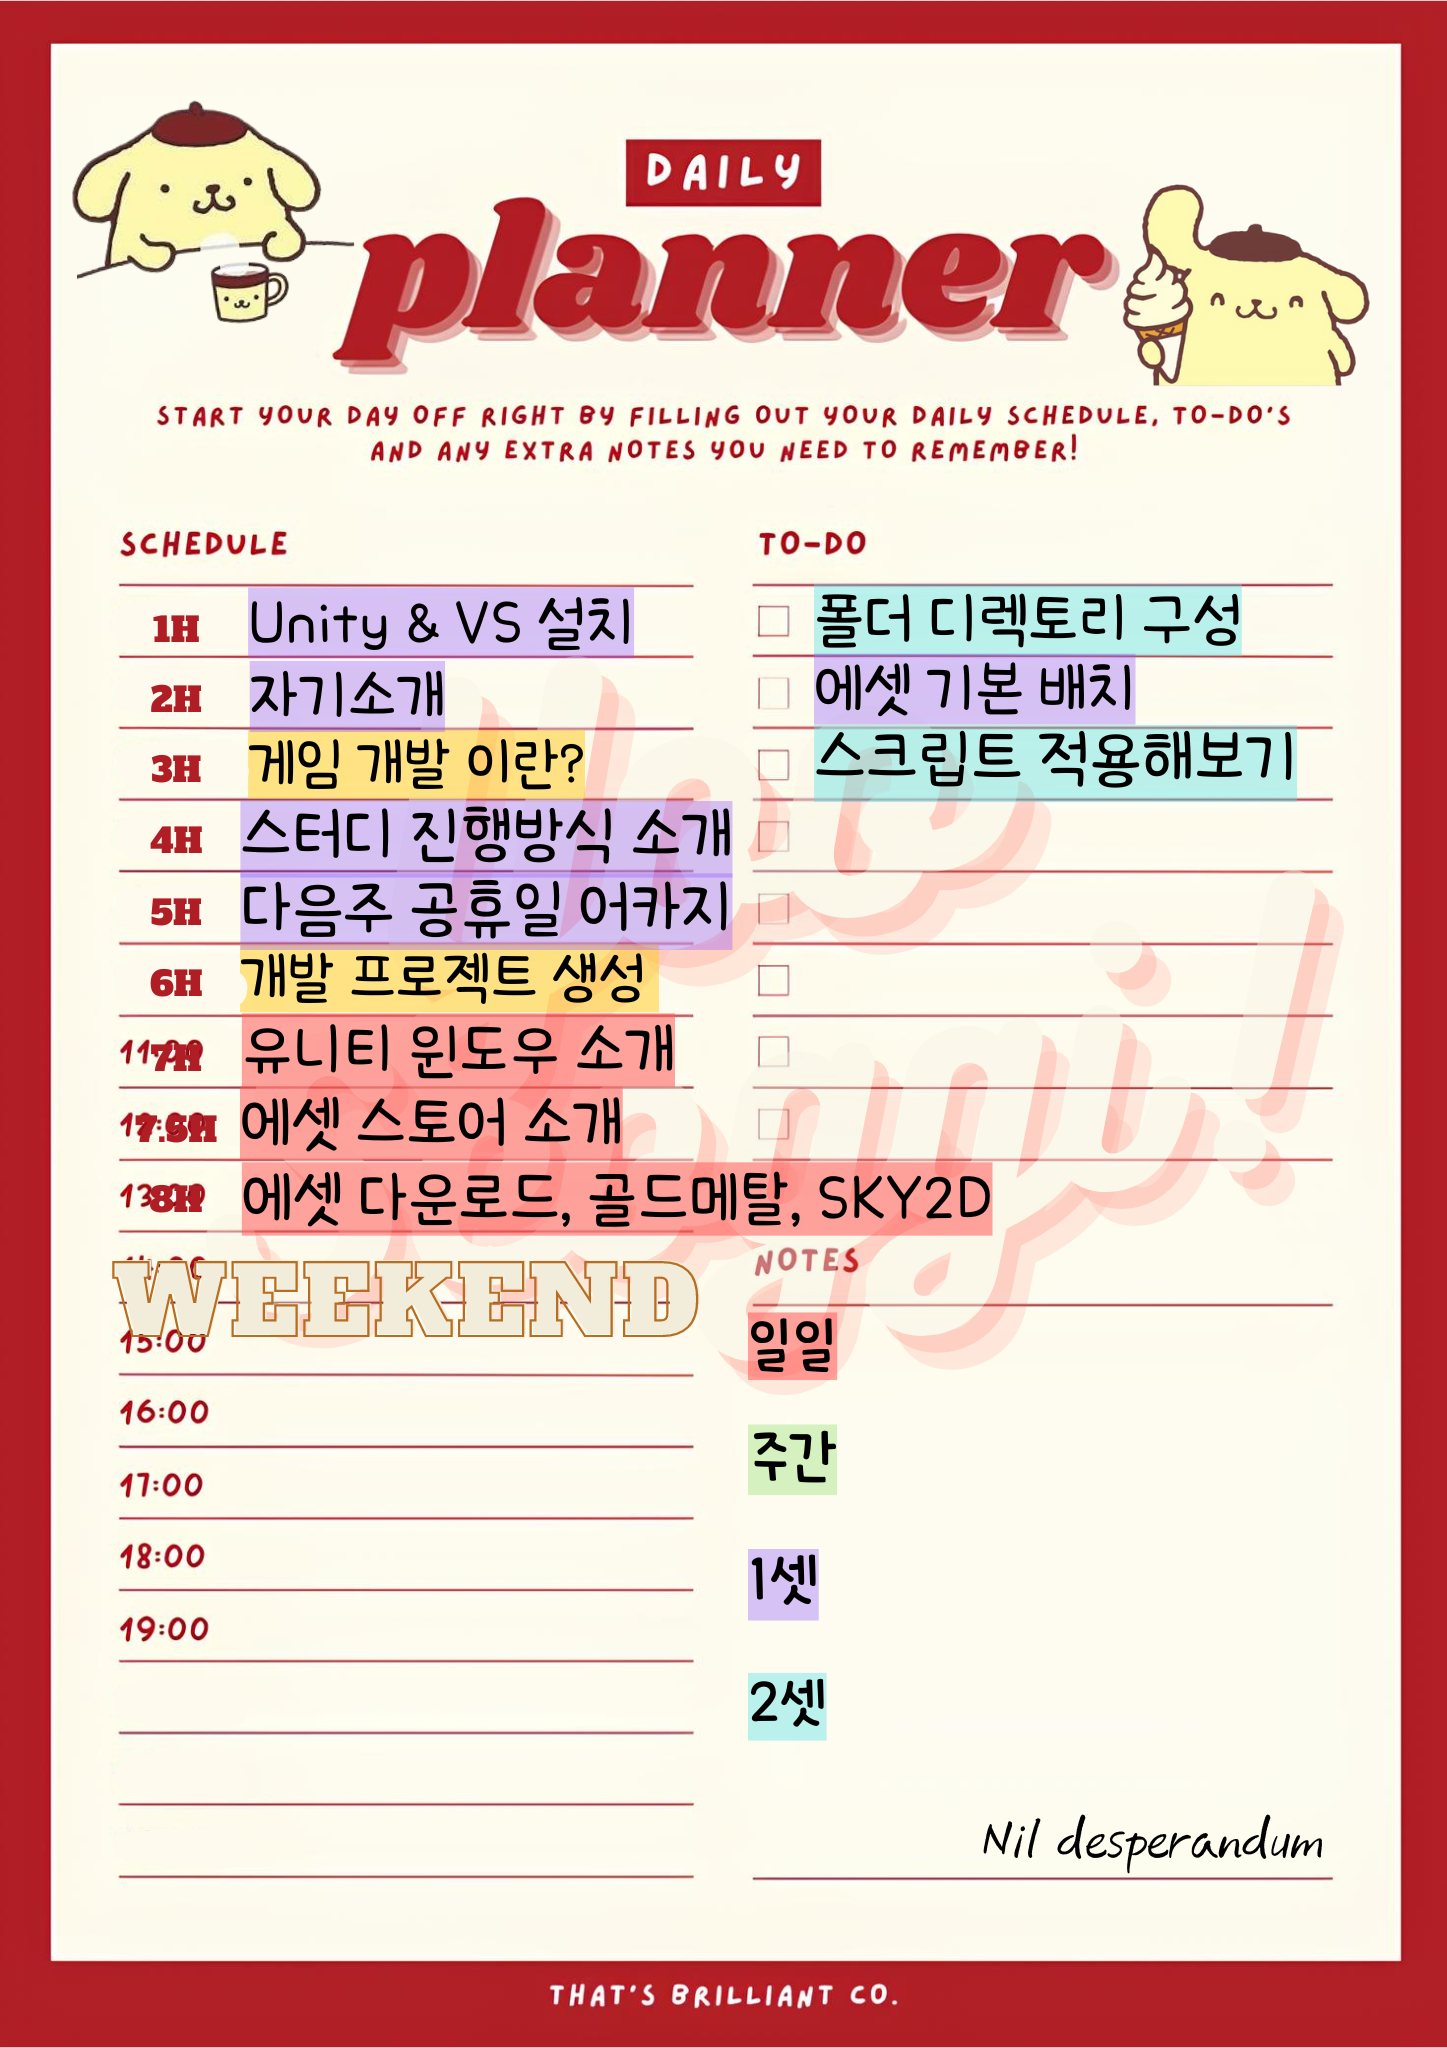 DAILY
planner
START YOUR DAY OFF RIGHT BY FILLING OUT YOUR DAILY SCHEDULE, TO-DO'S
AND ANY EXTRA NOTES YOU NEED TO REMEMBER!
SCHEDULE
1H Unity & VS 설치
2H 자기소개
3H 게임 개발 이란?
4H 스터디 진행방식 소개
5H 다음주 공휴일 어카지
6H 개발 프로젝트 생성
7H 유니티 윈도우 소개
7.5H 에셋 스토어 소개
8H 에셋 다운로드, 골드메탈, SKY2D
WEEKEND
15:00
16:00
17:00
18:00
19:00
TO-DO
폴더 디렉토리 구성
에셋 기본 배치
스크립트 적용해보기
NOTES
일일
주간
1셋
2셋
Nil desperandum
THAT'S BRILLIANT CO.